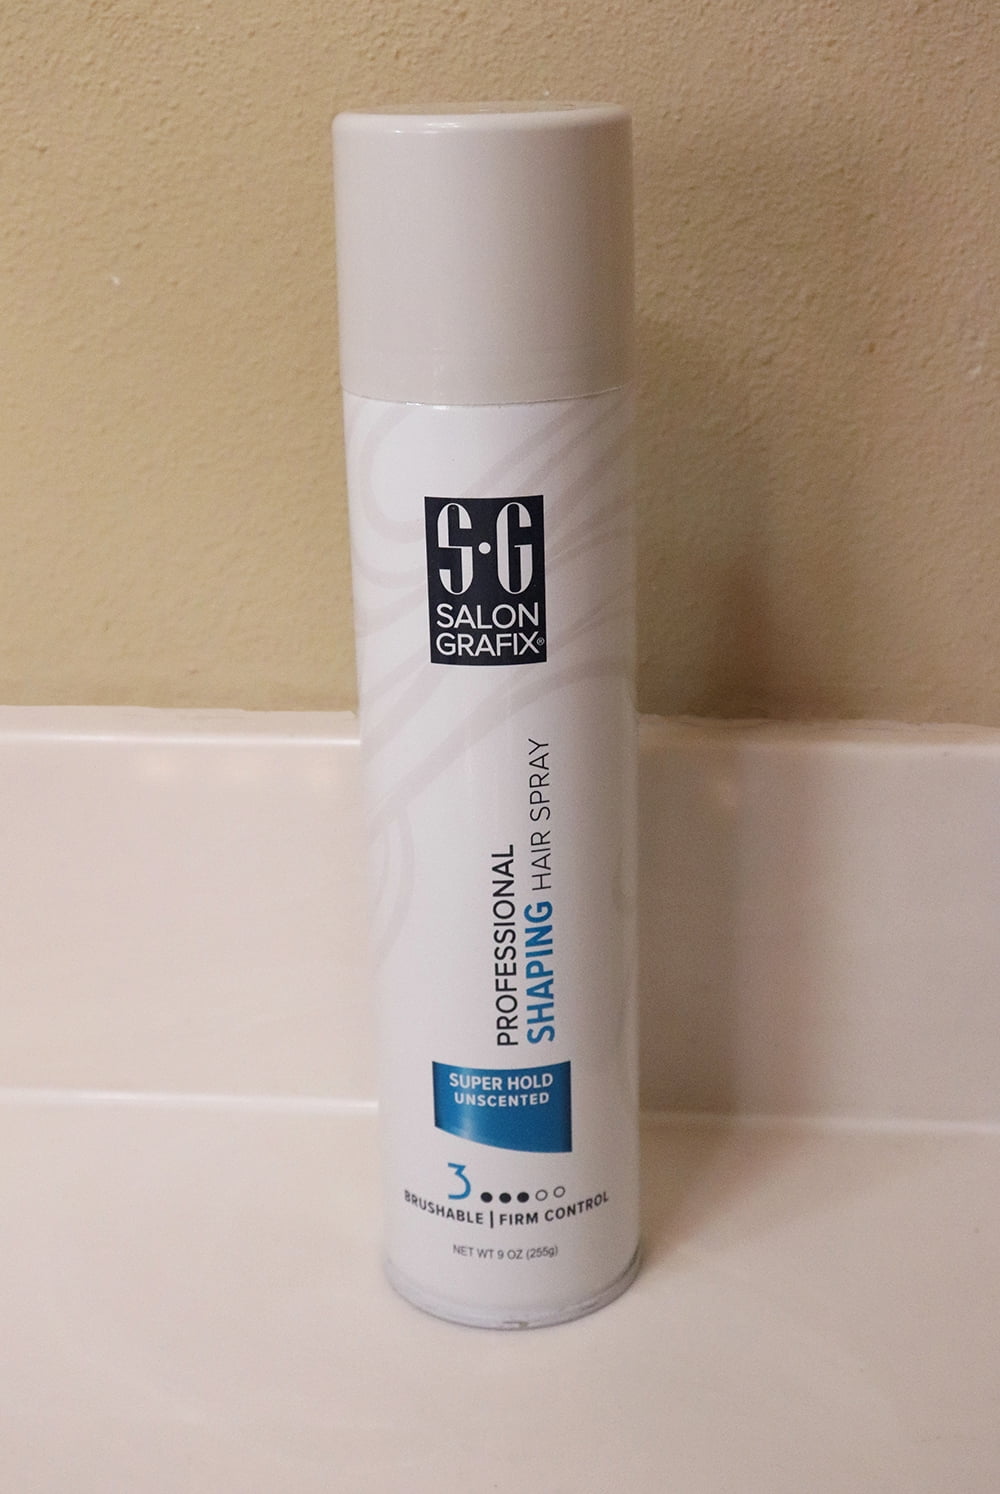 S·G
SALON
GRAFIX®
PROFESSIONAL
SHAPING HAIR SPRAY
SUPER HOLD
UNSCENTED
3
BRUSHABLE | FIRM CONTROL
NET WT 9 OZ (255g)